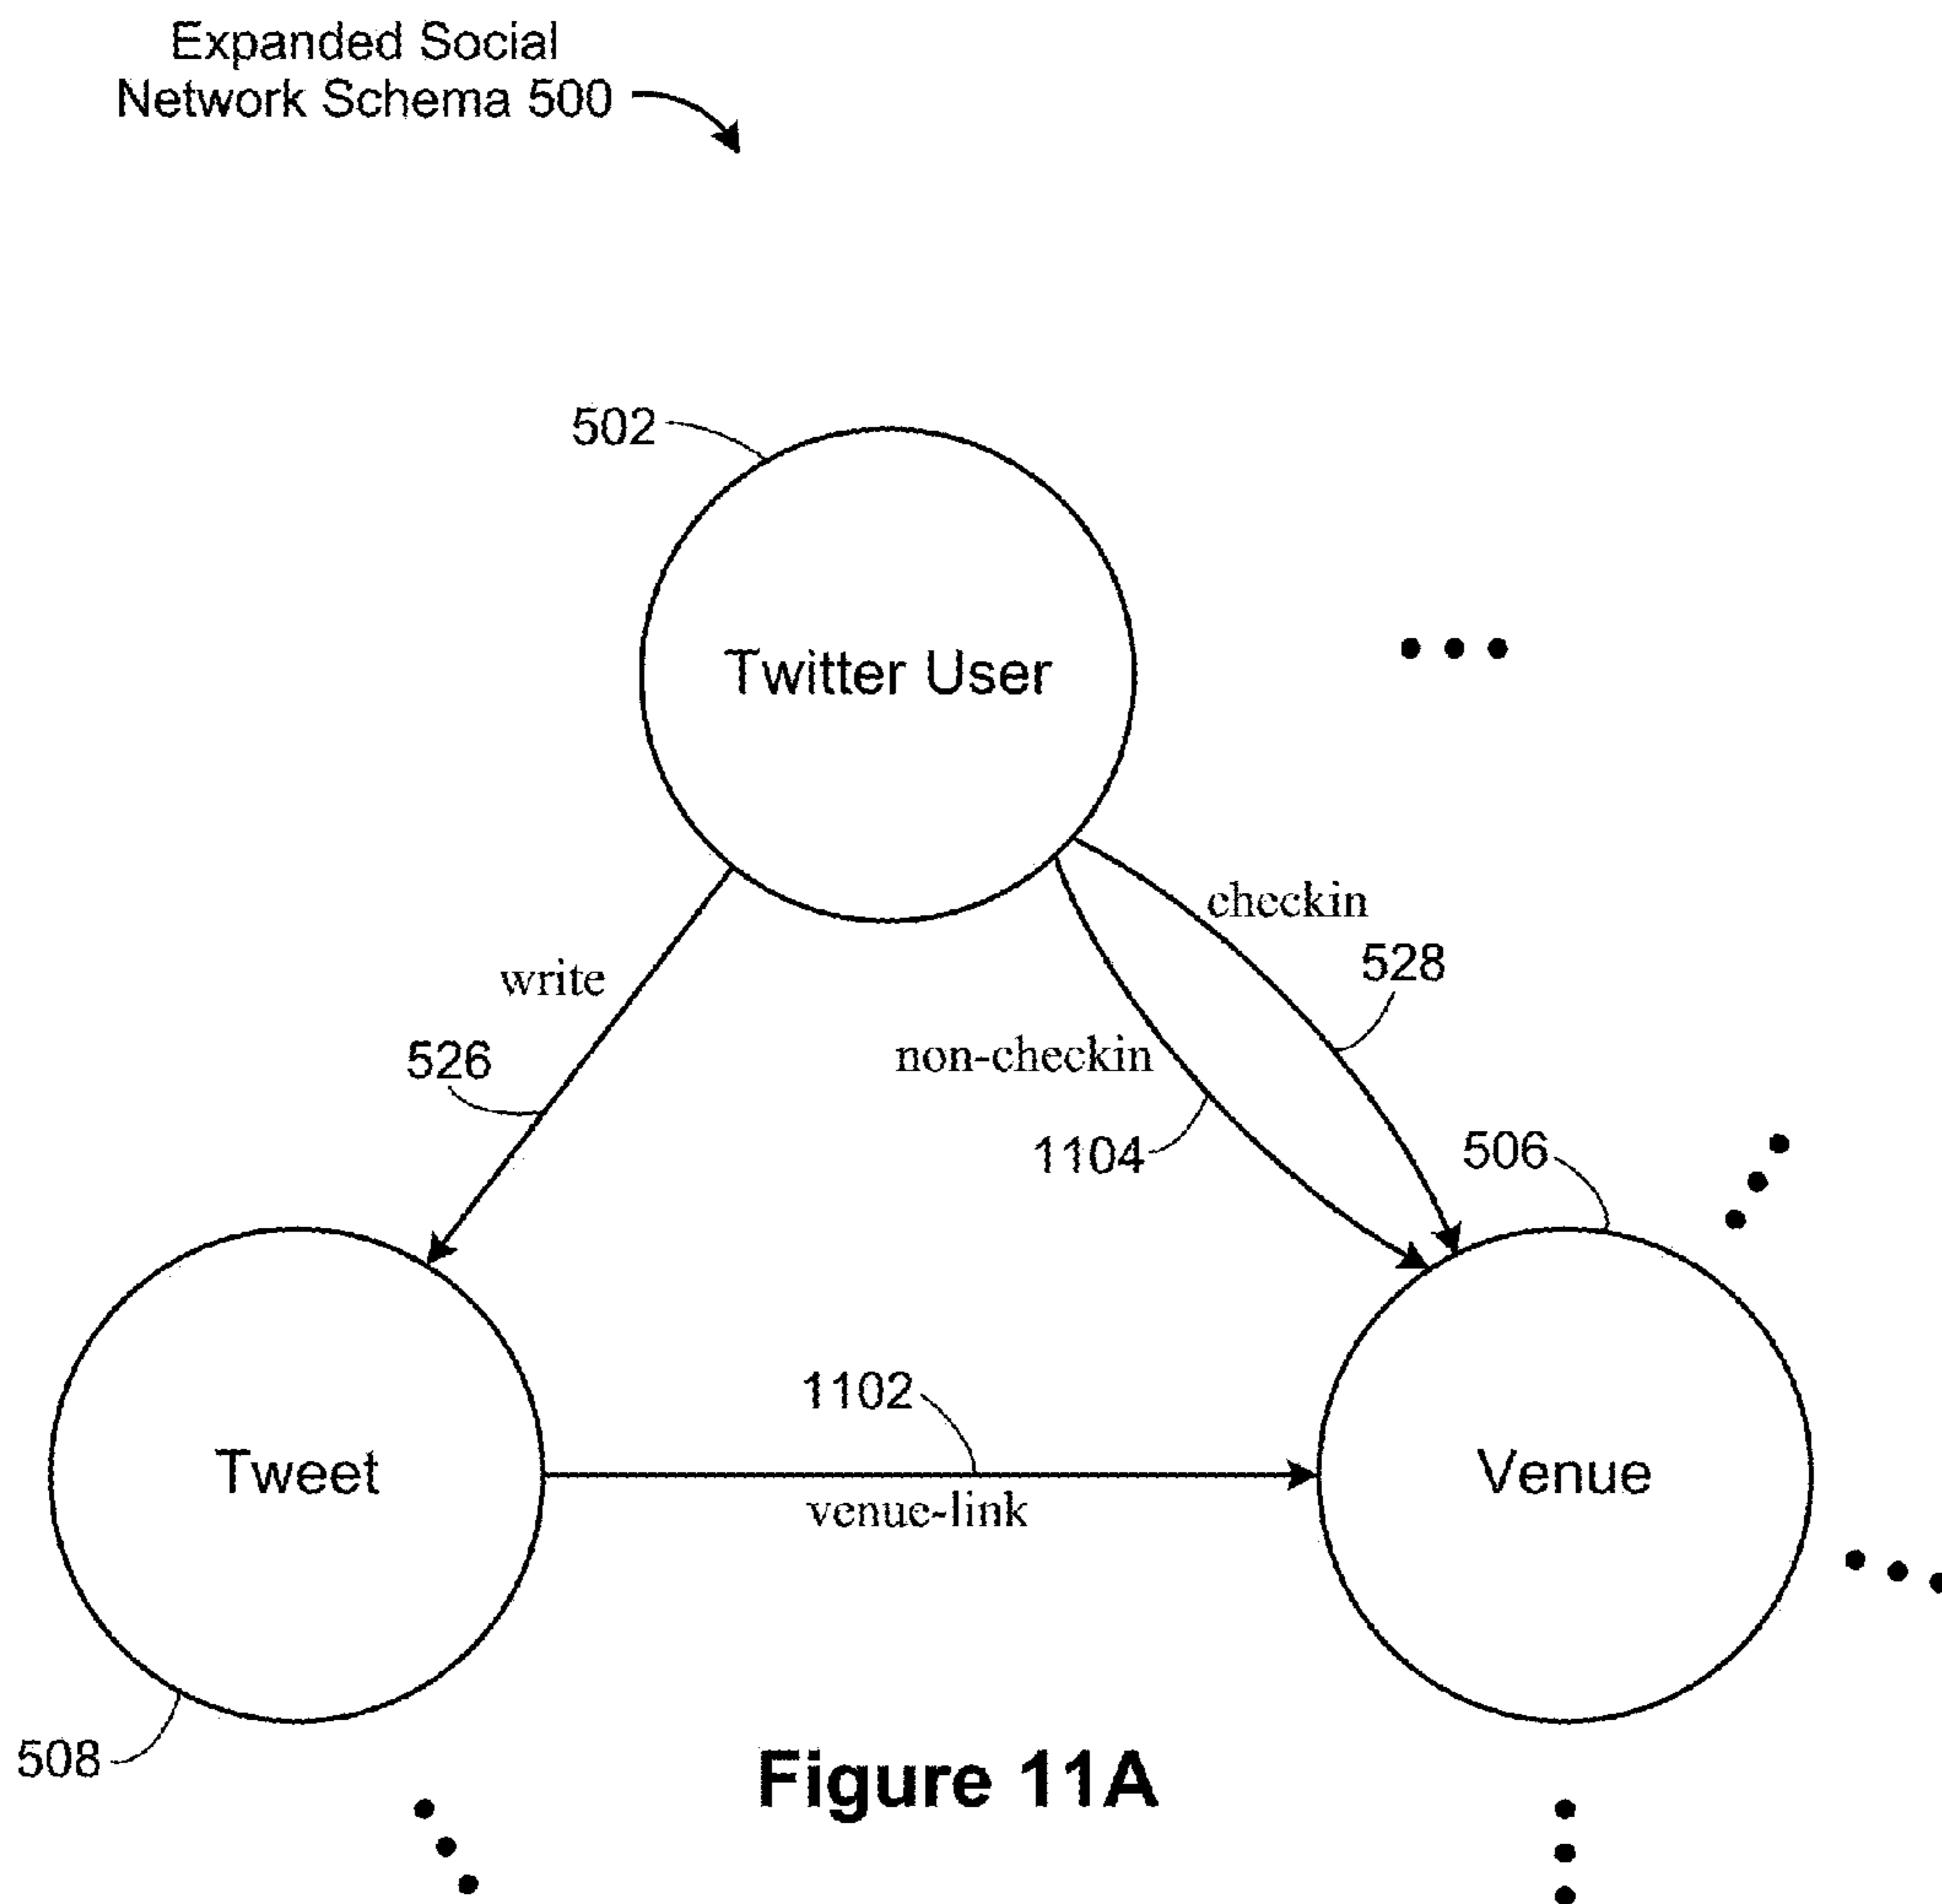 Expanded Social
Network Schema 500
502
Twitter User
checkin
528
write
526
non-checkin
1104
506
1102
Tweet
venue-link
Venue
508
Figure 11A